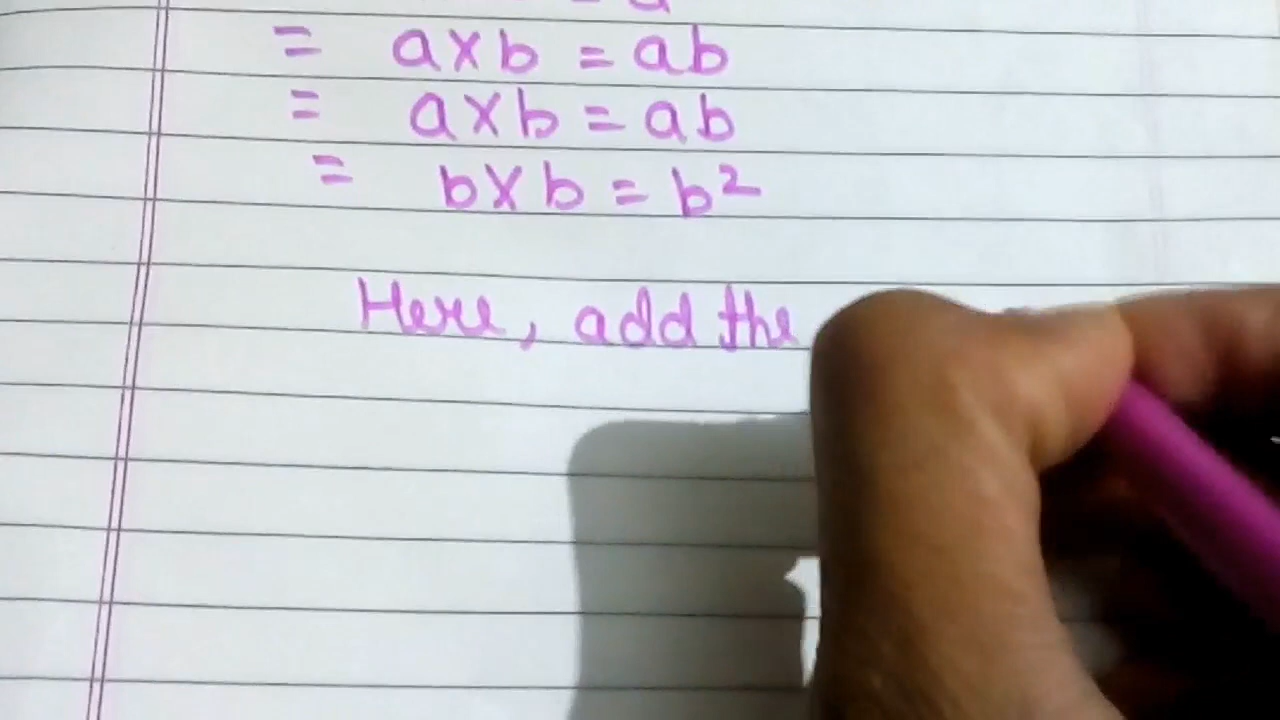 = a x b = ab
= a x b = ab
= b x b = b²
Here, add the